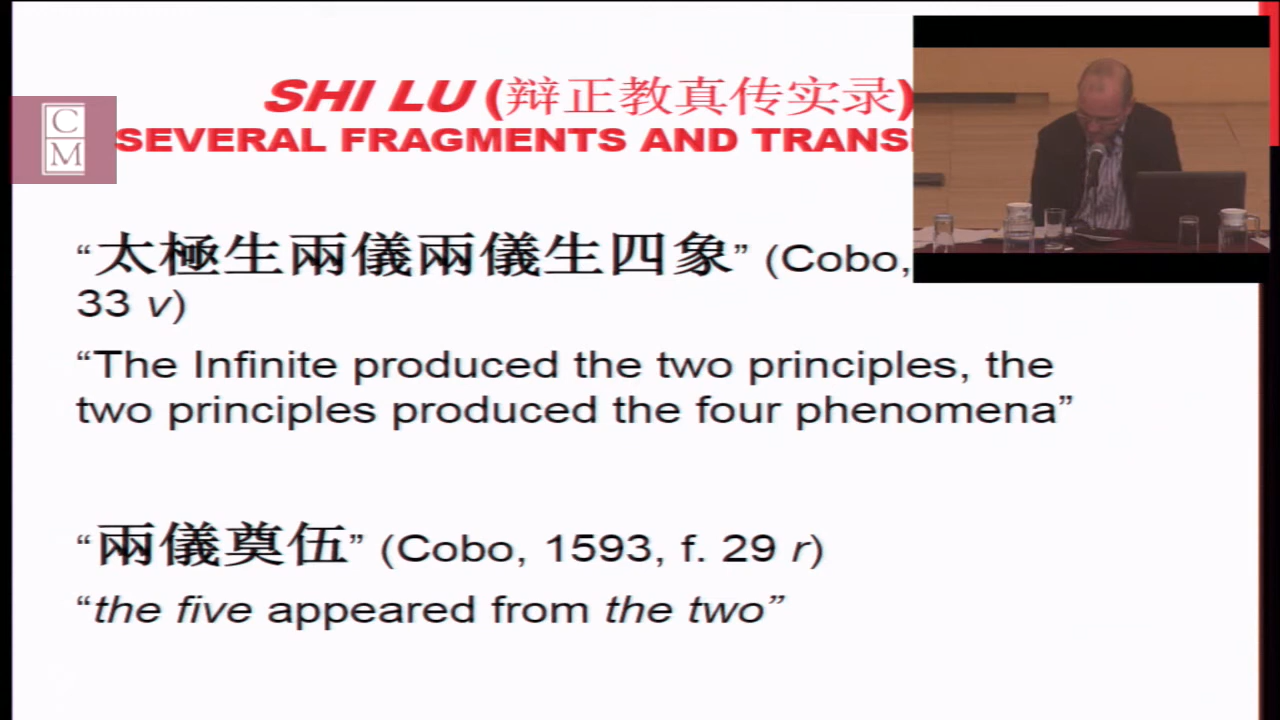 SHI LU (辩正教真传实录)
C
M
SEVERAL FRAGMENTS AND
“太極生兩儀兩儀生四象” (Cobo,
33 v)
“The Infinite produced the two principles, the
two principles produced the four phenomena”
“兩儀奠伍” (Cobo, 1593, f. 29 r)
“the five appeared from the two”